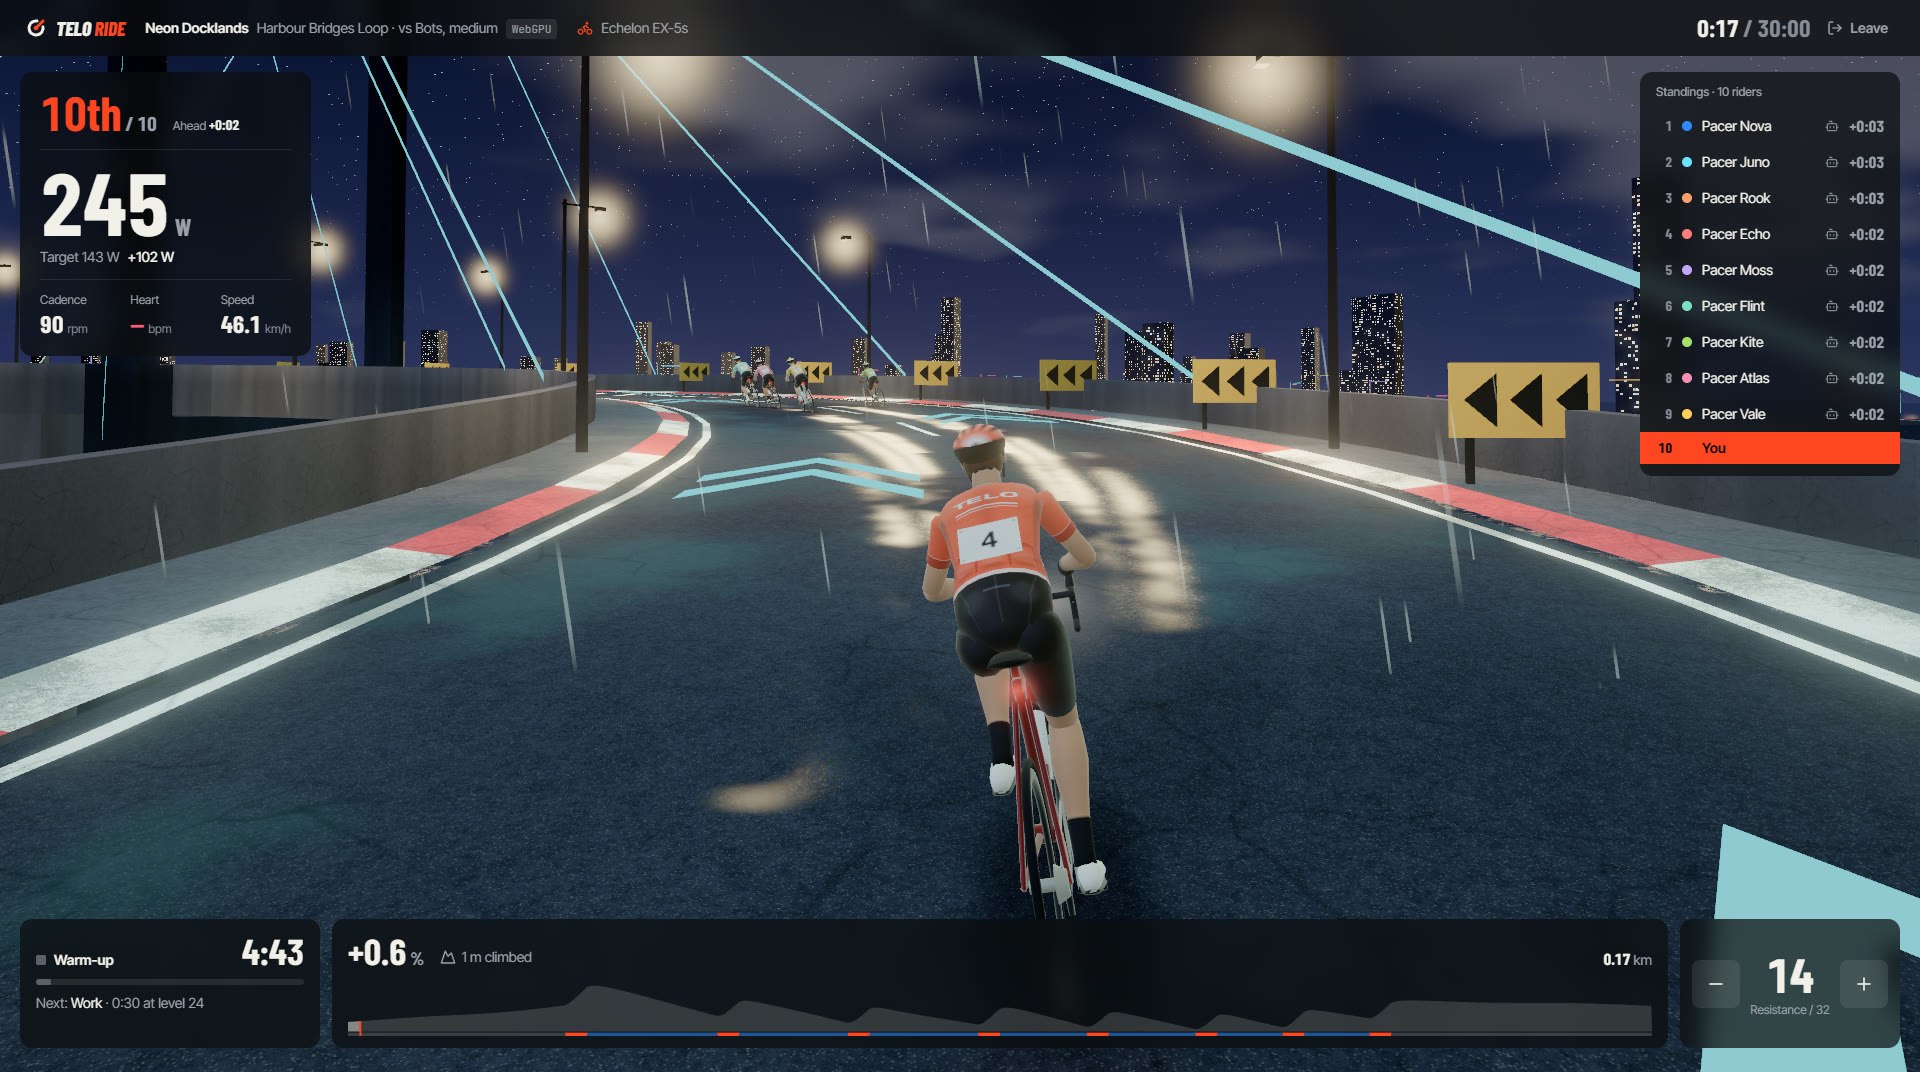 TELO RIDE Neon Docklands Harbour Bridges Loop · vs Bots, medium WebGPU Echelon EX-5s 0:17 / 30:00 Leave
10th / 10 Ahead +0:02
245 W
Target 143 W +102 W
Cadence Heart Speed
90 rpm — bpm 46.1 km/h
Standings · 10 riders
1 Pacer Nova +0:03
2 Pacer Juno +0:03
3 Pacer Rook +0:03
4 Pacer Echo +0:02
5 Pacer Moss +0:02
6 Pacer Flint +0:02
7 Pacer Kite +0:02
8 Pacer Atlas +0:02
9 Pacer Vale +0:02
10 You
TELO
4
Warm-up 4:43
Next: Work · 0:30 at level 24
+0.6 % 1 m climbed 0.17 km
− 14 +
Resistance / 32